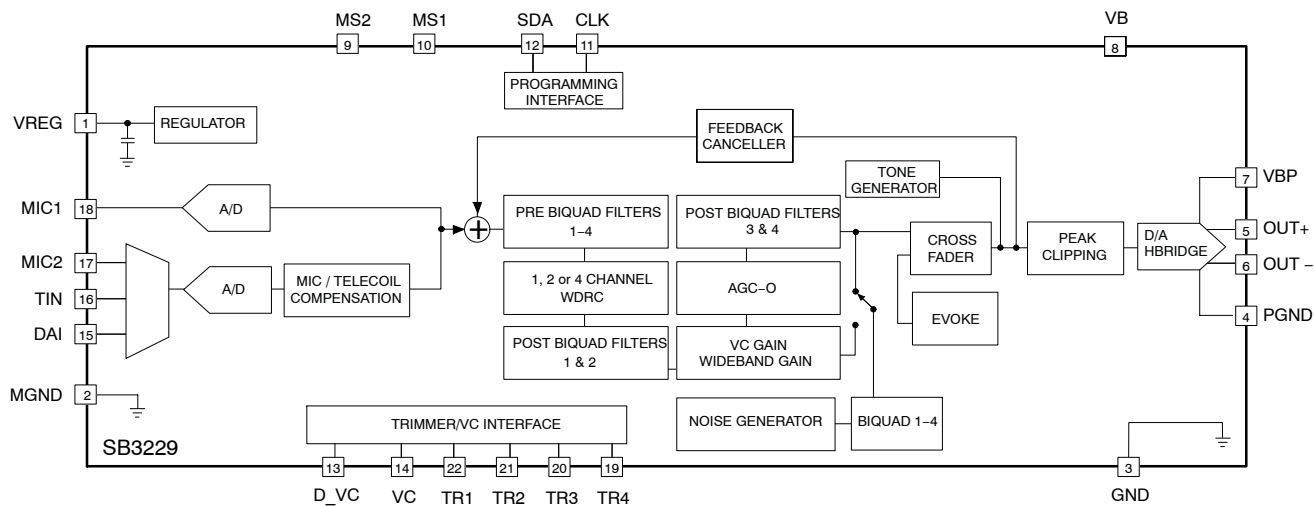 MS2 MS1 SDA CLK VB
9 10 12 11 8
PROGRAMMING
INTERFACE
VREG 1 REGULATOR
FEEDBACK
CANCELLER
TONE
GENERATOR
7 VBP
MIC1 18 A/D
PRE BIQUAD FILTERS
1−4
POST BIQUAD FILTERS
3 & 4
CROSS
FADER
PEAK
CLIPPING
D/A
HBRIDGE
5 OUT+
6 OUT −
MIC2 17
TIN 16
DAI 15
A/D
MIC / TELECOIL
COMPENSATION
1, 2 or 4 CHANNEL
WDRC
AGC−O
EVOKE
4 PGND
POST BIQUAD FILTERS
1 & 2
VC GAIN
WIDEBAND GAIN
MGND 2
NOISE GENERATOR BIQUAD 1−4
TRIMMER/VC INTERFACE
SB3229
13 14 22 21 20 19 3
D_VC VC TR1 TR2 TR3 TR4 GND